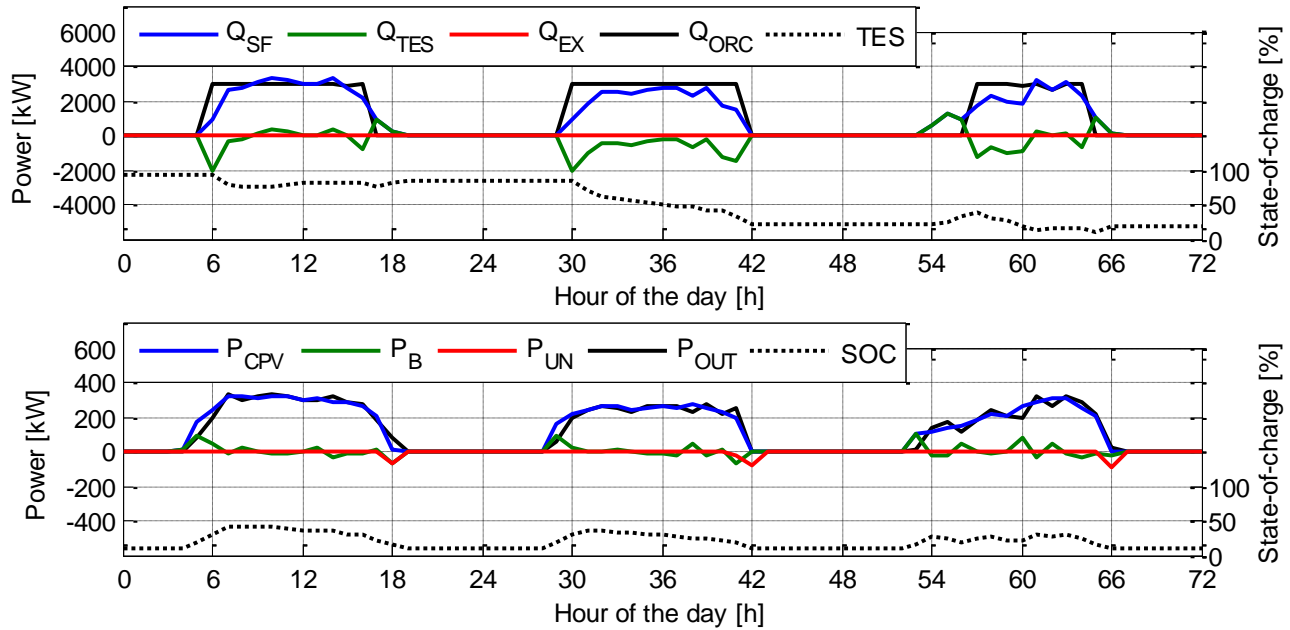 Q_SF Q_TES Q_EX Q_ORC TES
Power [kW]
6000
4000
2000
0
-2000
-4000
State-of-charge [%]
100
50
0
0 6 12 18 24 30 36 42 48 54 60 66 72
Hour of the day [h]
P_CPV P_B P_UN P_OUT SOC
Power [kW]
600
400
200
0
-200
-400
State-of-charge [%]
100
50
0
0 6 12 18 24 30 36 42 48 54 60 66 72
Hour of the day [h]